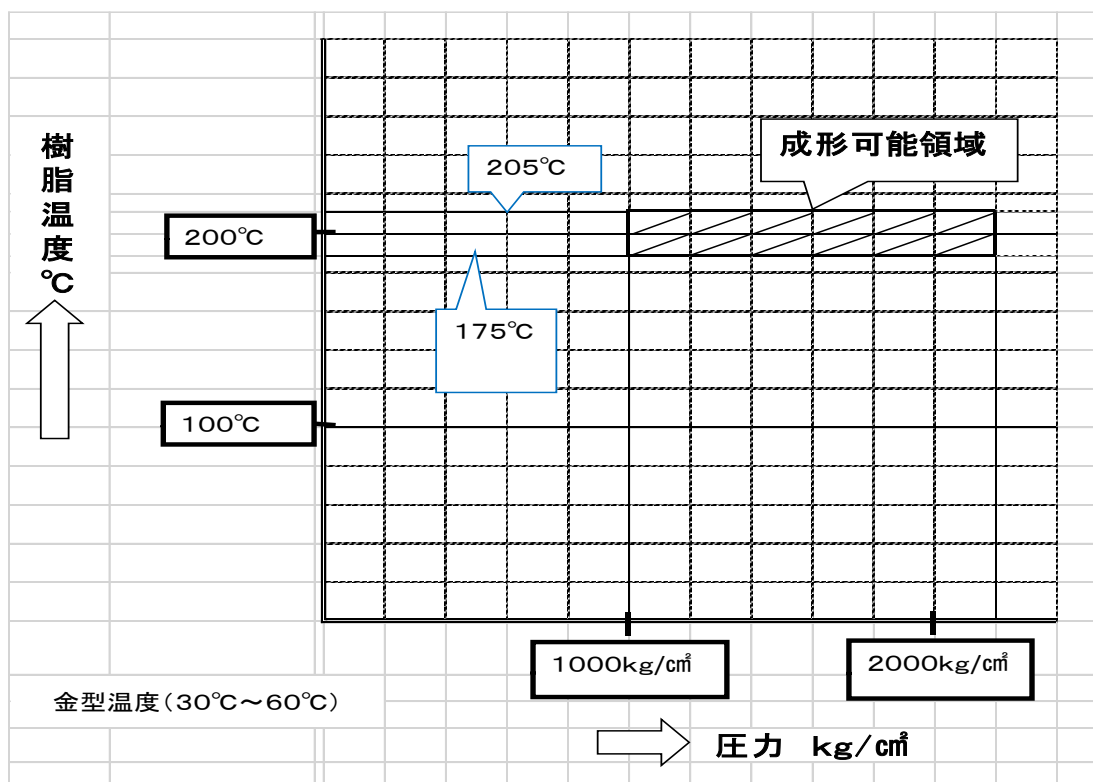 樹脂温度℃
成形可能領域
205℃
200℃
175℃
100℃
1000kg/c㎡
2000kg/c㎡
金型温度(30℃～60℃)
圧力 kg/c㎡